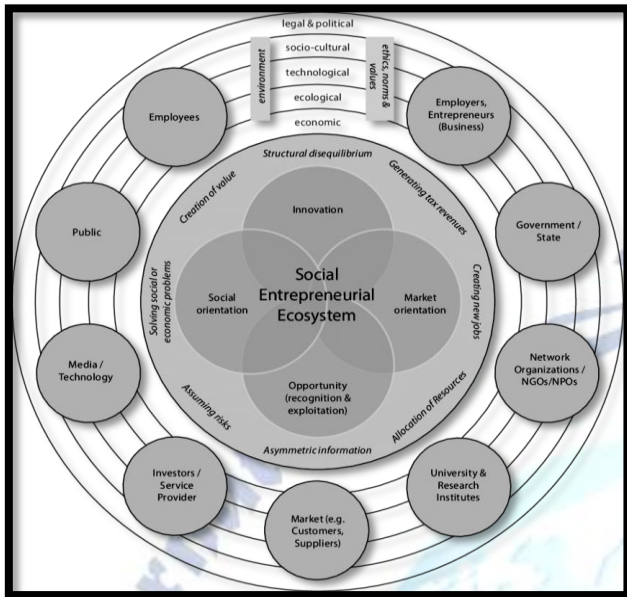 legal & political
socio-cultural
technological
ecological
economic
environment
ethics, norms &
values
Employees
Employers,
Entrepreneurs
(Business)
Public
Government /
State
Media /
Technology
Network
Organizations /
NGOs/NPOs
Investors /
Service
Provider
University &
Research
Institutes
Market (e.g.
Customers,
Suppliers)
Structural disequilibrium
Generating tax revenues
Creating new jobs
Allocation of Resources
Asymmetric information
Assuming risks
Solving social or
economic problems
Creation of value
Innovation
Social
orientation
Social
Entrepreneurial
Ecosystem
Market
orientation
Opportunity
(recognition &
exploitation)